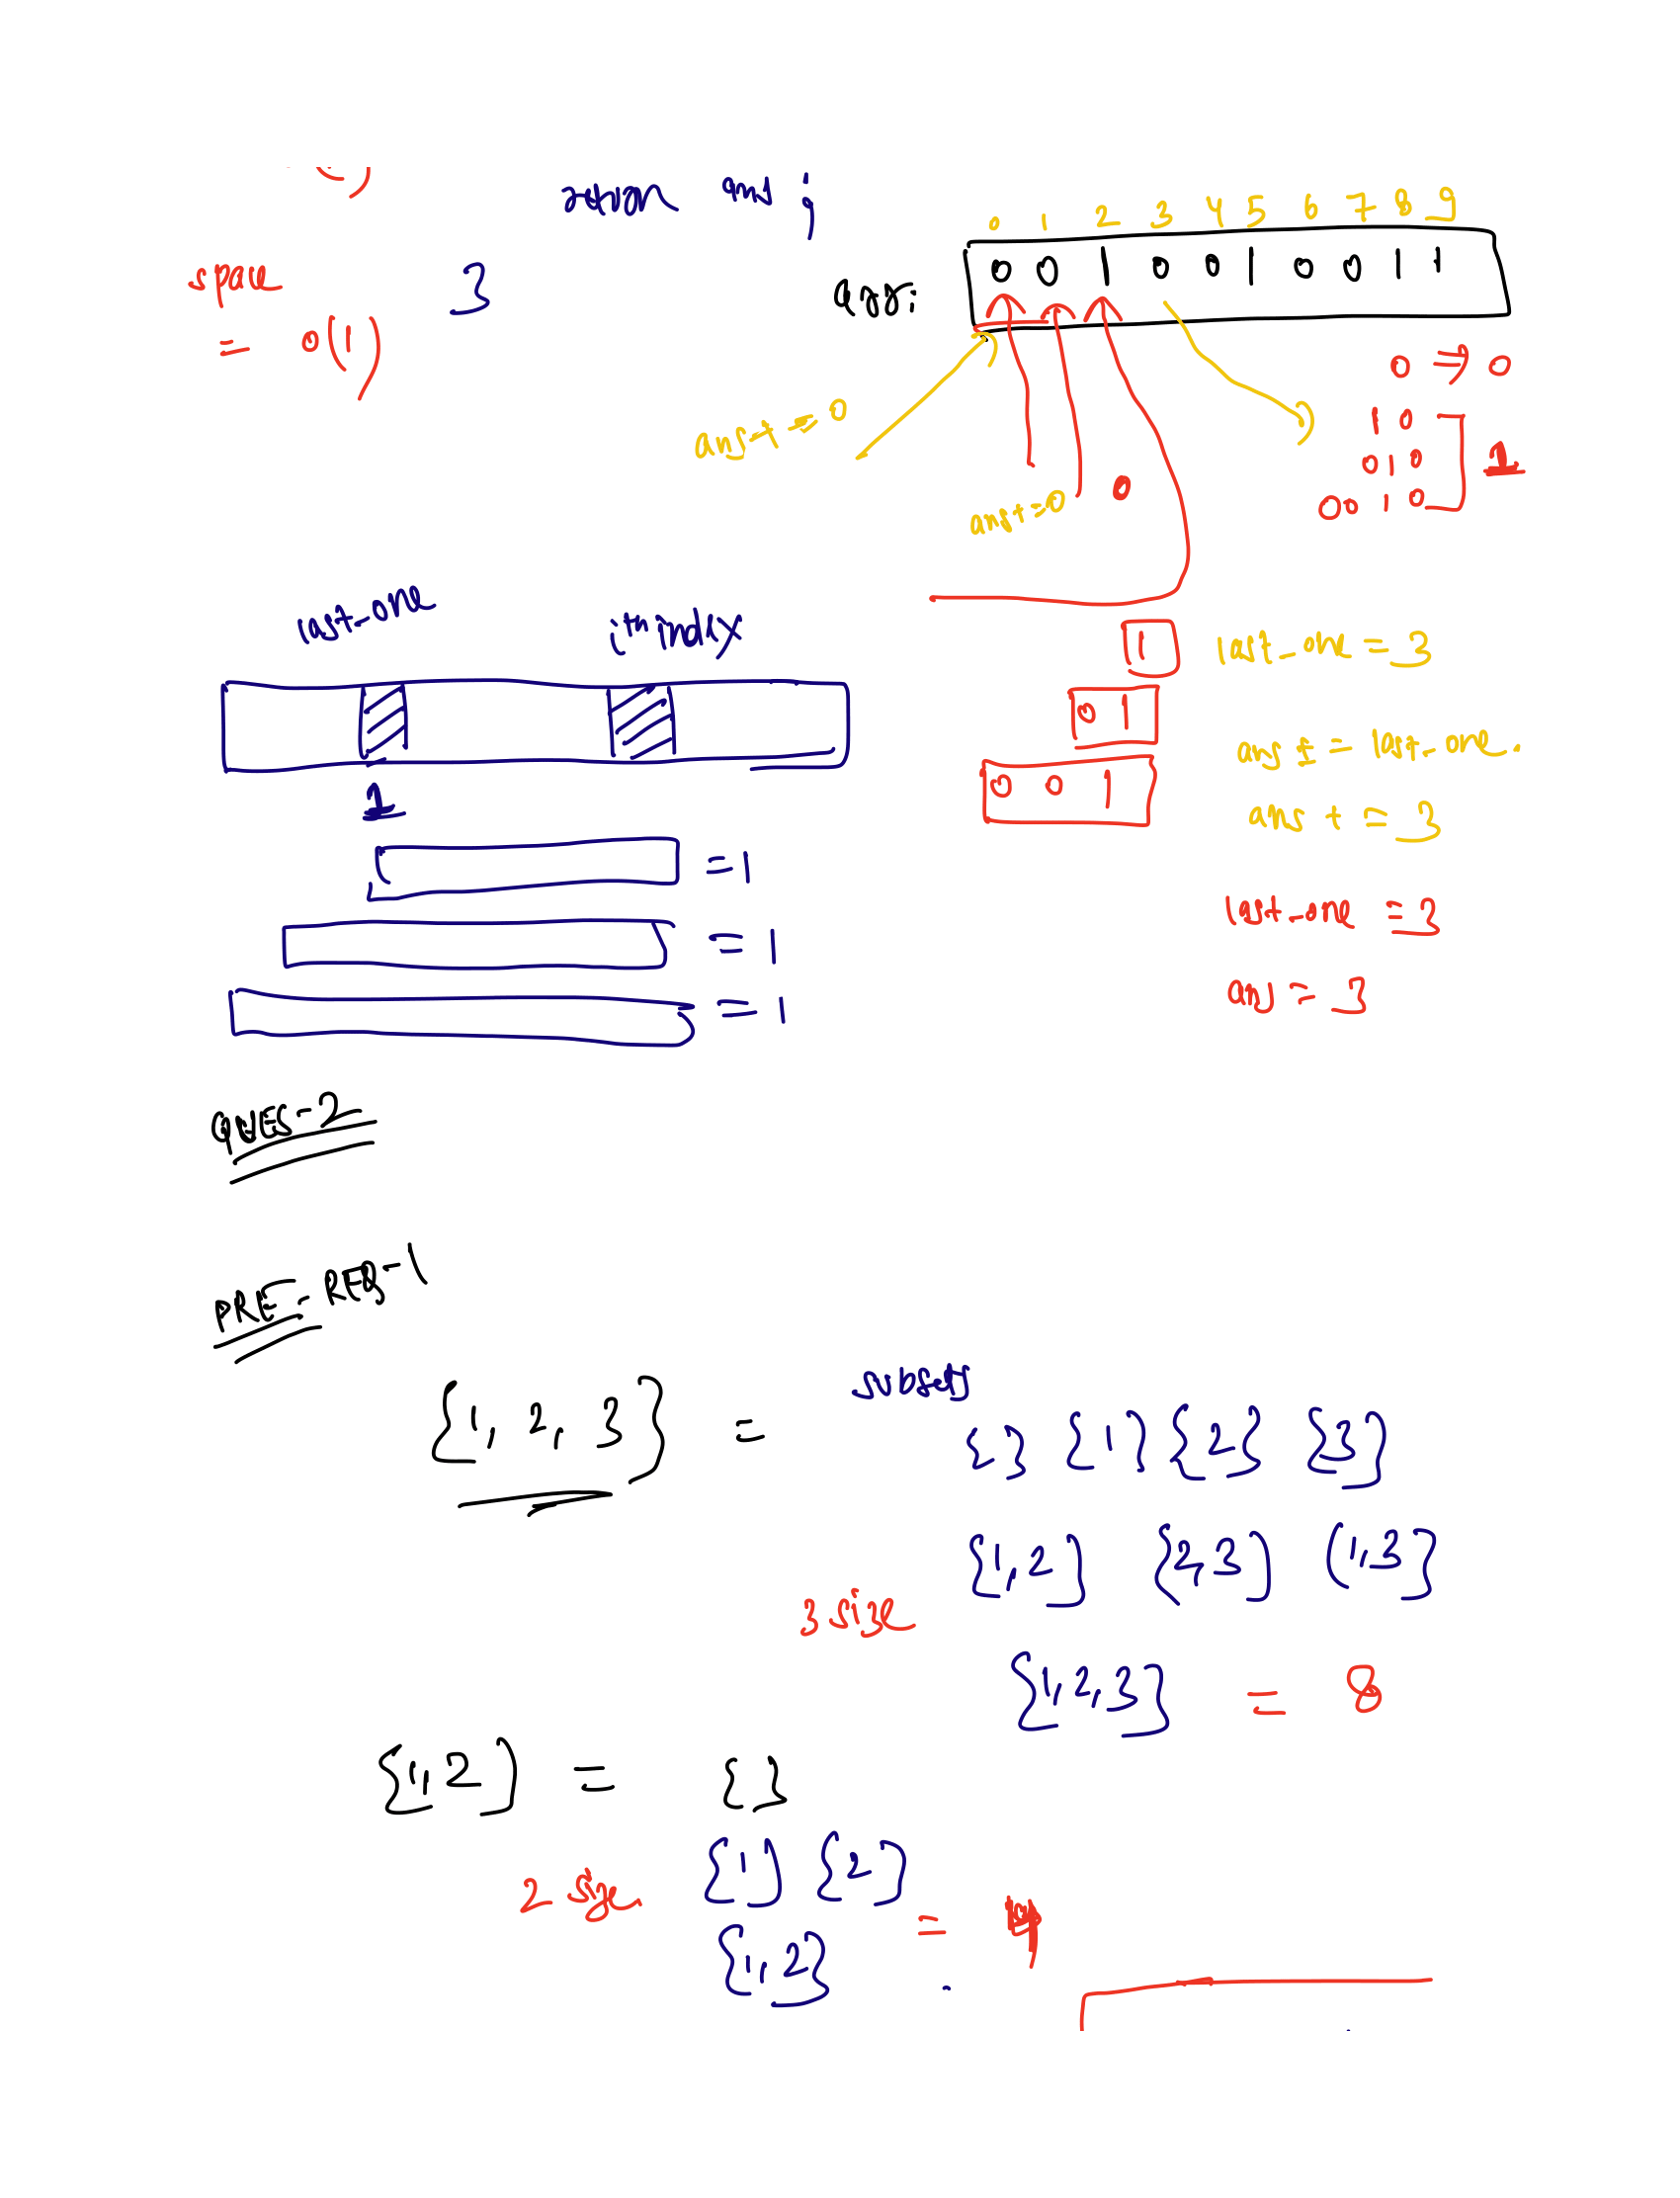 return ans ;
0 1 2 3 4 5 6 7 8 9
space
= O(1)
}
arr:
0 0 1 0 0 1 0 0 1 1
0 ⇒ 0
1 0
0 1 0
0 0 1 0
1
ans + = 0
ans + = 0
0
last_one
ith index
1
1
last_one = 3
0 1
ans += last_one.
0 0 1
ans + = 3
= 1
last_one = 3
= 1
ans = 3
= 1
QUES-2
PRE-REQ-1
{1, 2, 3} =
subsets
{} {1} {2} {3}
{1,2} {2,3} {1,3}
3 size
{1,2,3} = 8
{1,2} = {}
2 size
{1} {2}
{1,2}
= 4